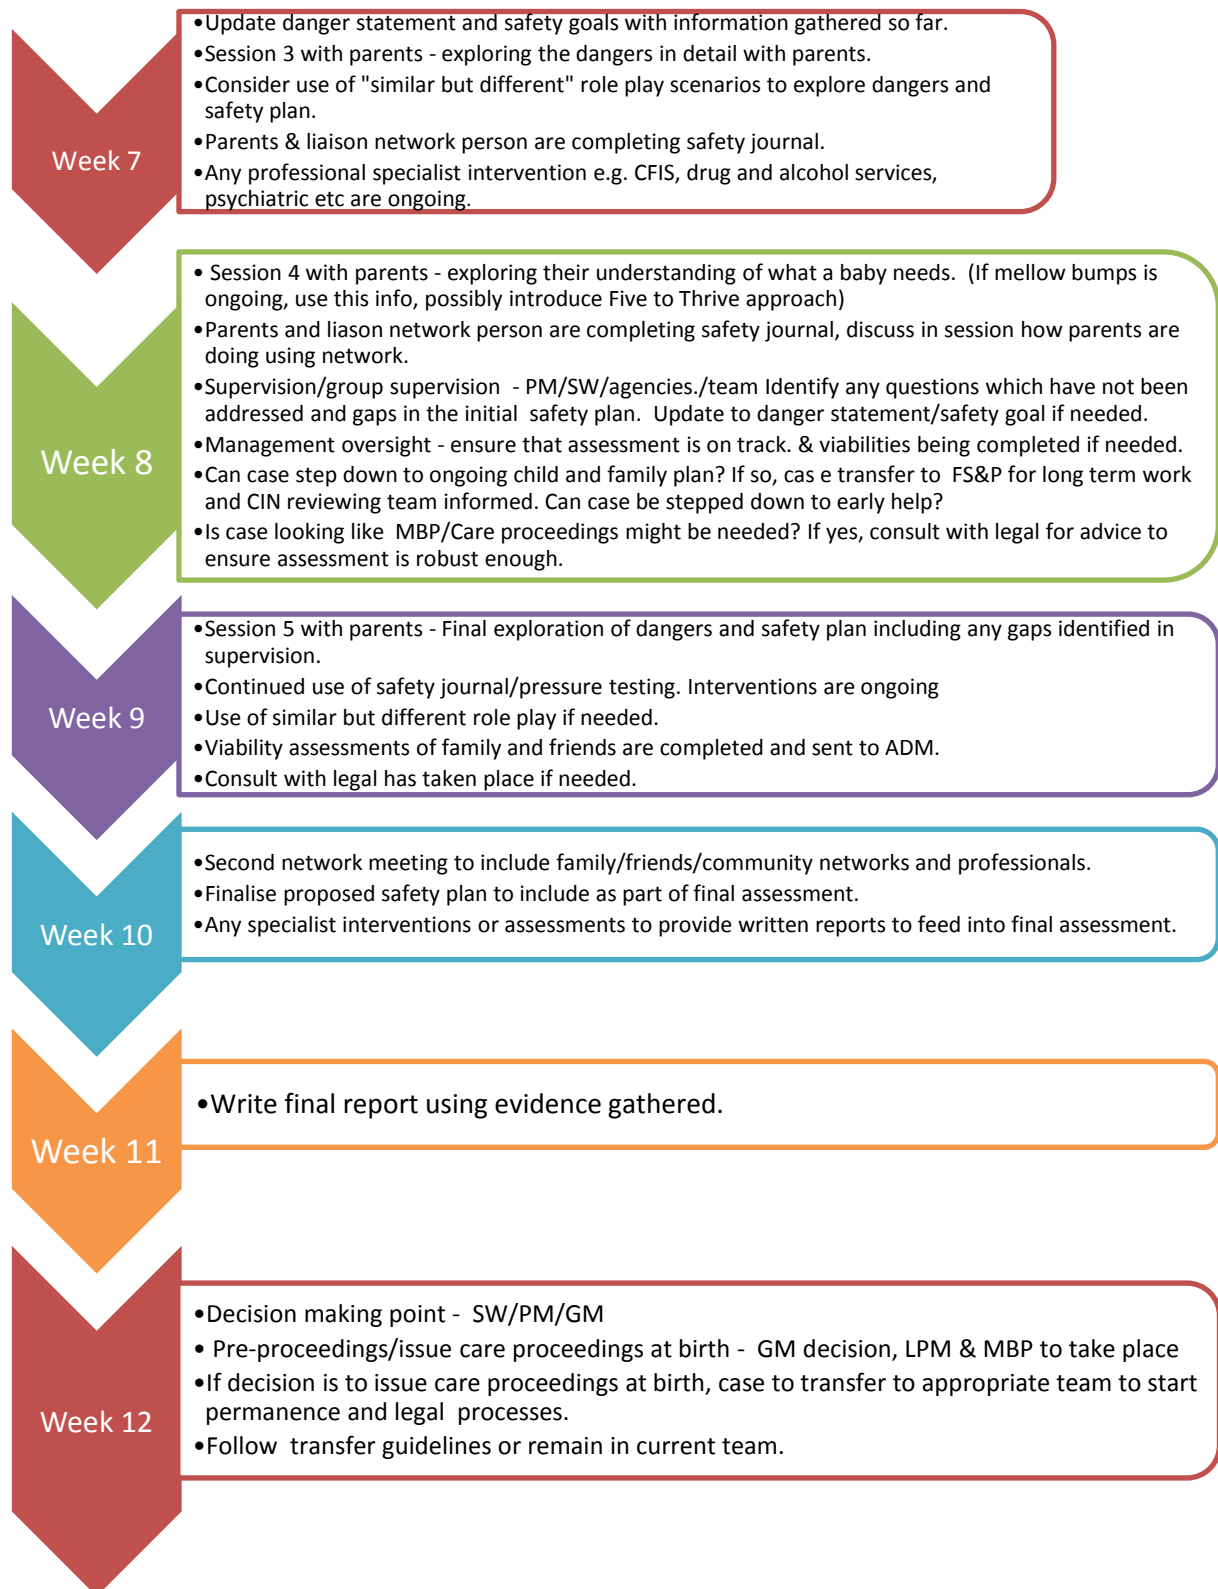 •Update danger statement and safety goals with information gathered so far.
•Session 3 with parents - exploring the dangers in detail with parents.
•Consider use of "similar but different" role play scenarios to explore dangers and
safety plan.
•Parents & liaison network person are completing safety journal.
•Any professional specialist intervention e.g. CFIS, drug and alcohol services,
psychiatric etc are ongoing.
Week 7
• Session 4 with parents - exploring their understanding of what a baby needs.  (If mellow bumps is
ongoing, use this info, possibly introduce Five to Thrive approach)
•Parents and liason network person are completing safety journal, discuss in session how parents are
doing using network.
•Supervision/group supervision  - PM/SW/agencies./team Identify any questions which have not been
addressed and gaps in the initial  safety plan.  Update to danger statement/safety goal if needed.
•Management oversight - ensure that assessment is on track. & viabilities being completed if needed.
•Can case step down to ongoing child and family plan? If so, cas e transfer to  FS&P for long term work
and CIN reviewing team informed. Can case be stepped down to early help?
•Is case looking like  MBP/Care proceedings might be needed? If yes, consult with legal for advice to
ensure assessment is robust enough.
Week 8
•Session 5 with parents - Final exploration of dangers and safety plan including any gaps identified in
supervision.
•Continued use of safety journal/pressure testing. Interventions are ongoing
•Use of similar but different role play if needed.
•Viability assessments of family and friends are completed and sent to ADM.
•Consult with legal has taken place if needed.
Week 9
•Second network meeting to include family/friends/community networks and professionals.
•Finalise proposed safety plan to include as part of final assessment.
•Any specialist interventions or assessments to provide written reports to feed into final assessment.
Week 10
•Write final report using evidence gathered.
Week 11
•Decision making point -  SW/PM/GM
• Pre-proceedings/issue care proceedings at birth -  GM decision, LPM & MBP to take place
•If decision is to issue care proceedings at birth, case to transfer to appropriate team to start
permanence and legal  processes.
•Follow  transfer guidelines or remain in current team.
Week 12